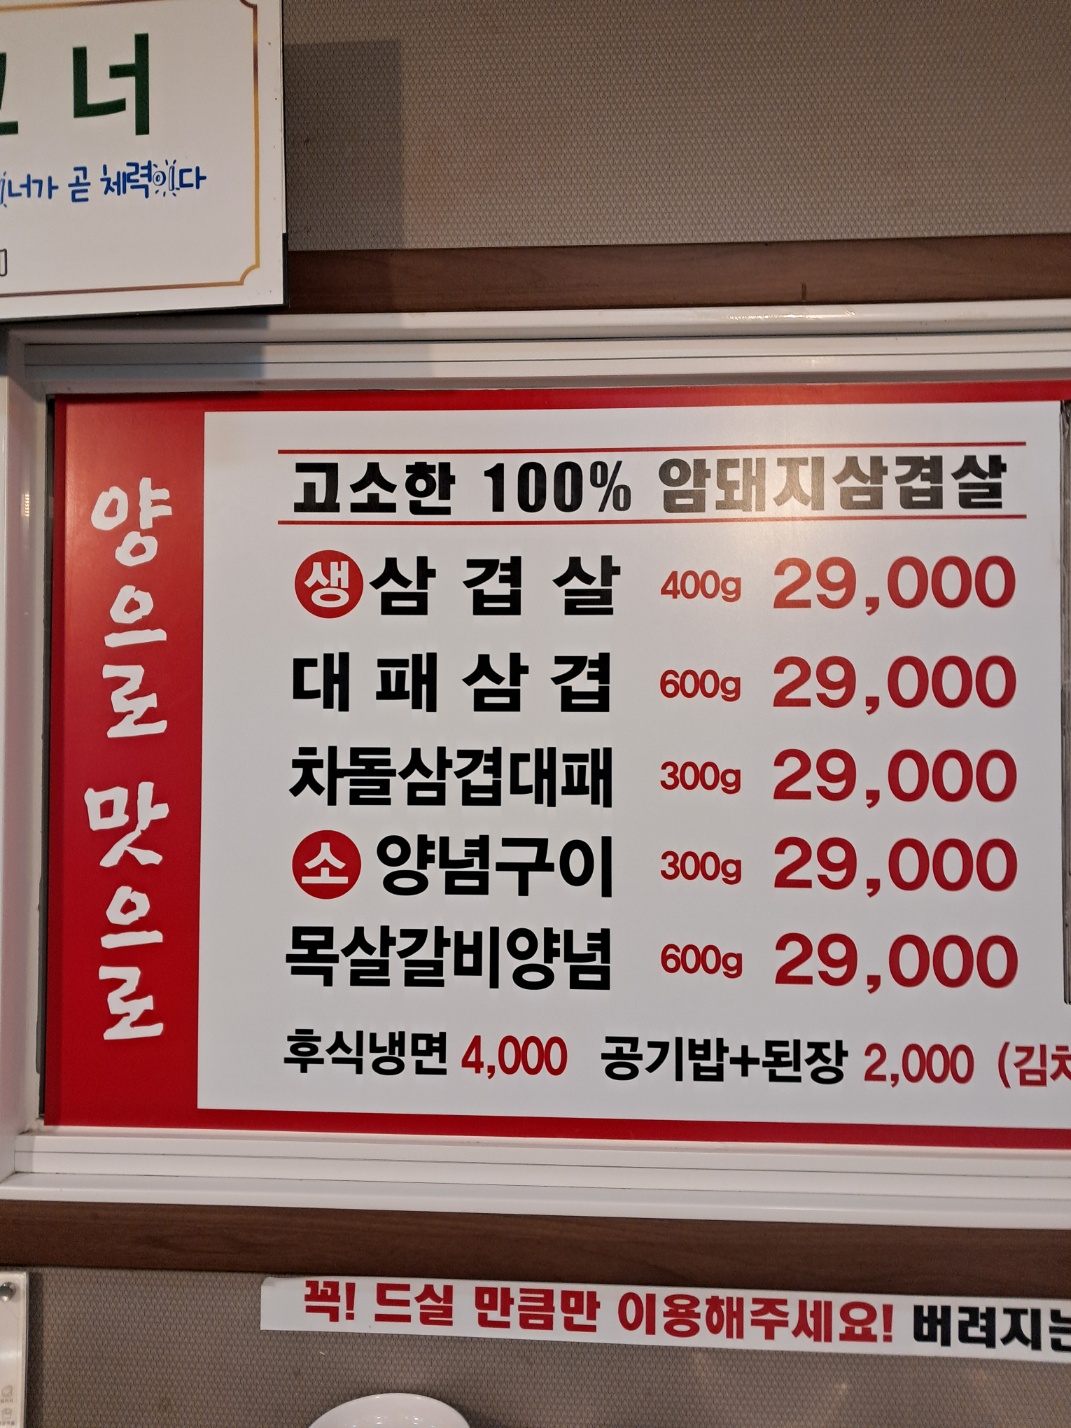 너
너가 곧 체력이다
양으로 맛으로
고소한 100% 암돼지삼겹살
생 삼겹살 400g 29,000
대패삼겹 600g 29,000
차돌삼겹대패 300g 29,000
소 양념구이 300g 29,000
목살갈비양념 600g 29,000
후식냉면 4,000 공기밥+된장 2,000 (김치
꼭! 드실 만큼만 이용해주세요! 버려지는